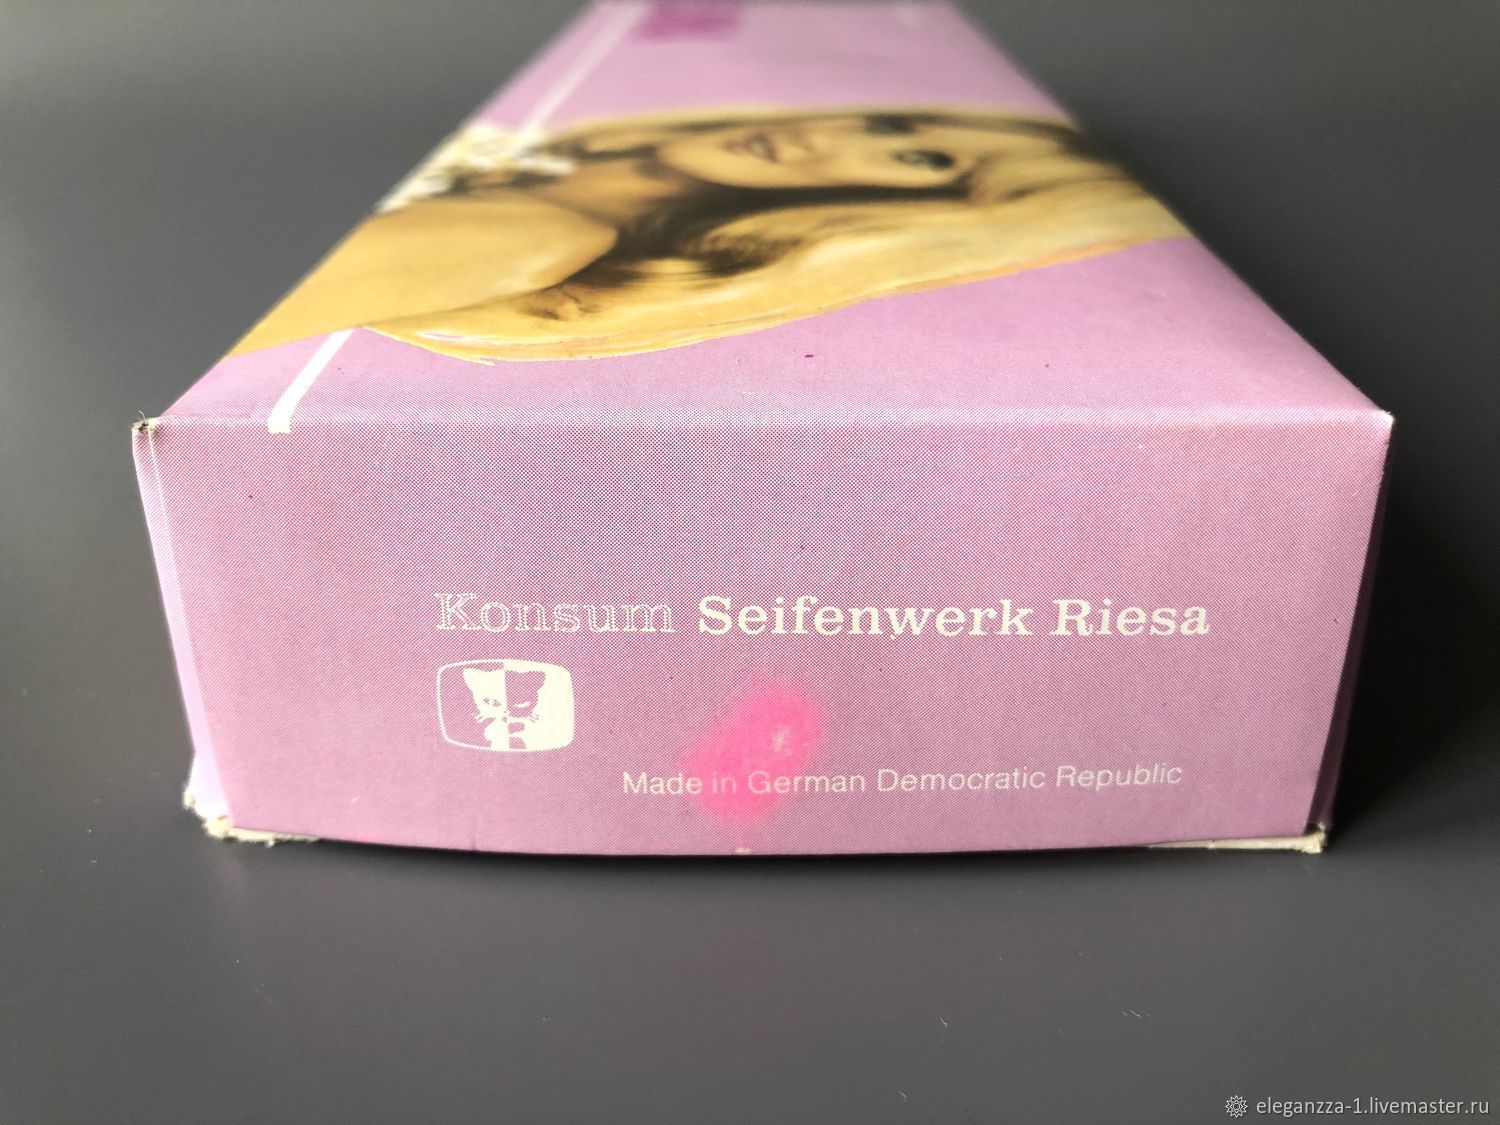 Konsum Seifenwerk Riesa
Made in German Democratic Republic
eleganzza-1.livemaster.ru